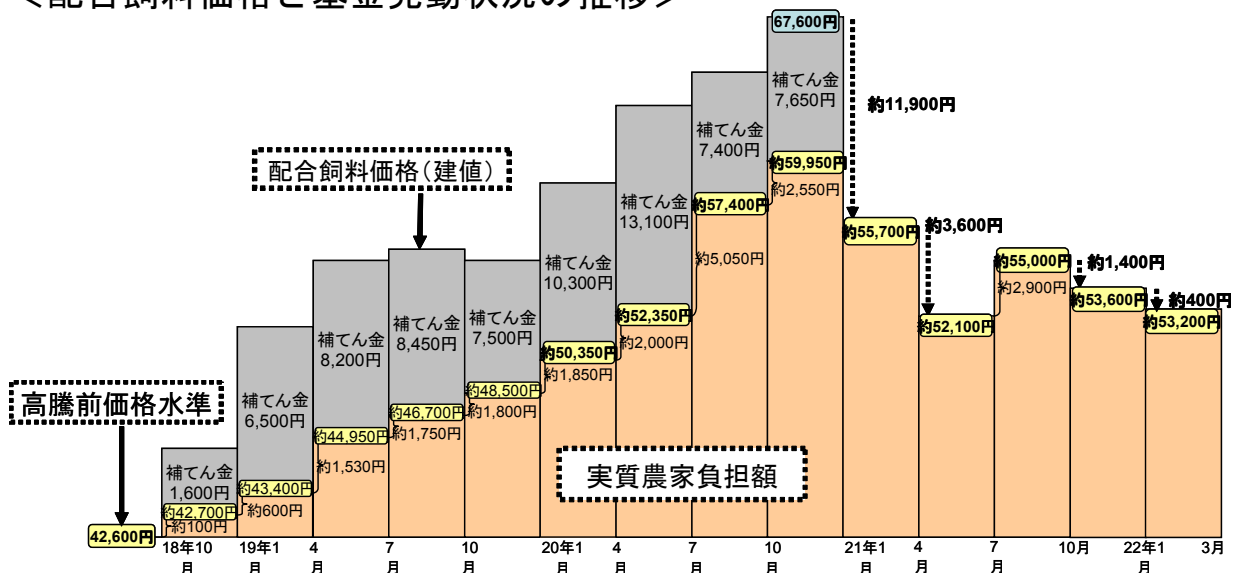 <配合飼料価格と基金発動状況の推移>
67,600円
補てん金
7,650円
約11,900円
補てん金
7,400円
約59,950円
約2,550円
配合飼料価格(建値)
補てん金
13,100円
約57,400円
約5,050円
約55,700円
約3,600円
約55,000円
約2,900円
約1,400円
約53,600円
約400円
約53,200円
補てん金
10,300円
約52,350円
約2,000円
約52,100円
補てん金
8,200円
補てん金
8,450円
補てん金
7,500円
約50,350円
約1,850円
高騰前価格水準
補てん金
6,500円
約48,500円
約1,800円
約46,700円
約1,750円
約44,950円
約1,530円
実質農家負担額
補てん金
1,600円
約43,400円
約600円
約42,700円
約100円
42,600円
18年10
月
19年1
月
4
月
7
月
10
月
20年1
月
4
月
7
月
10
月
21年1
月
4
月
7
月
10月
22年1
月
3月